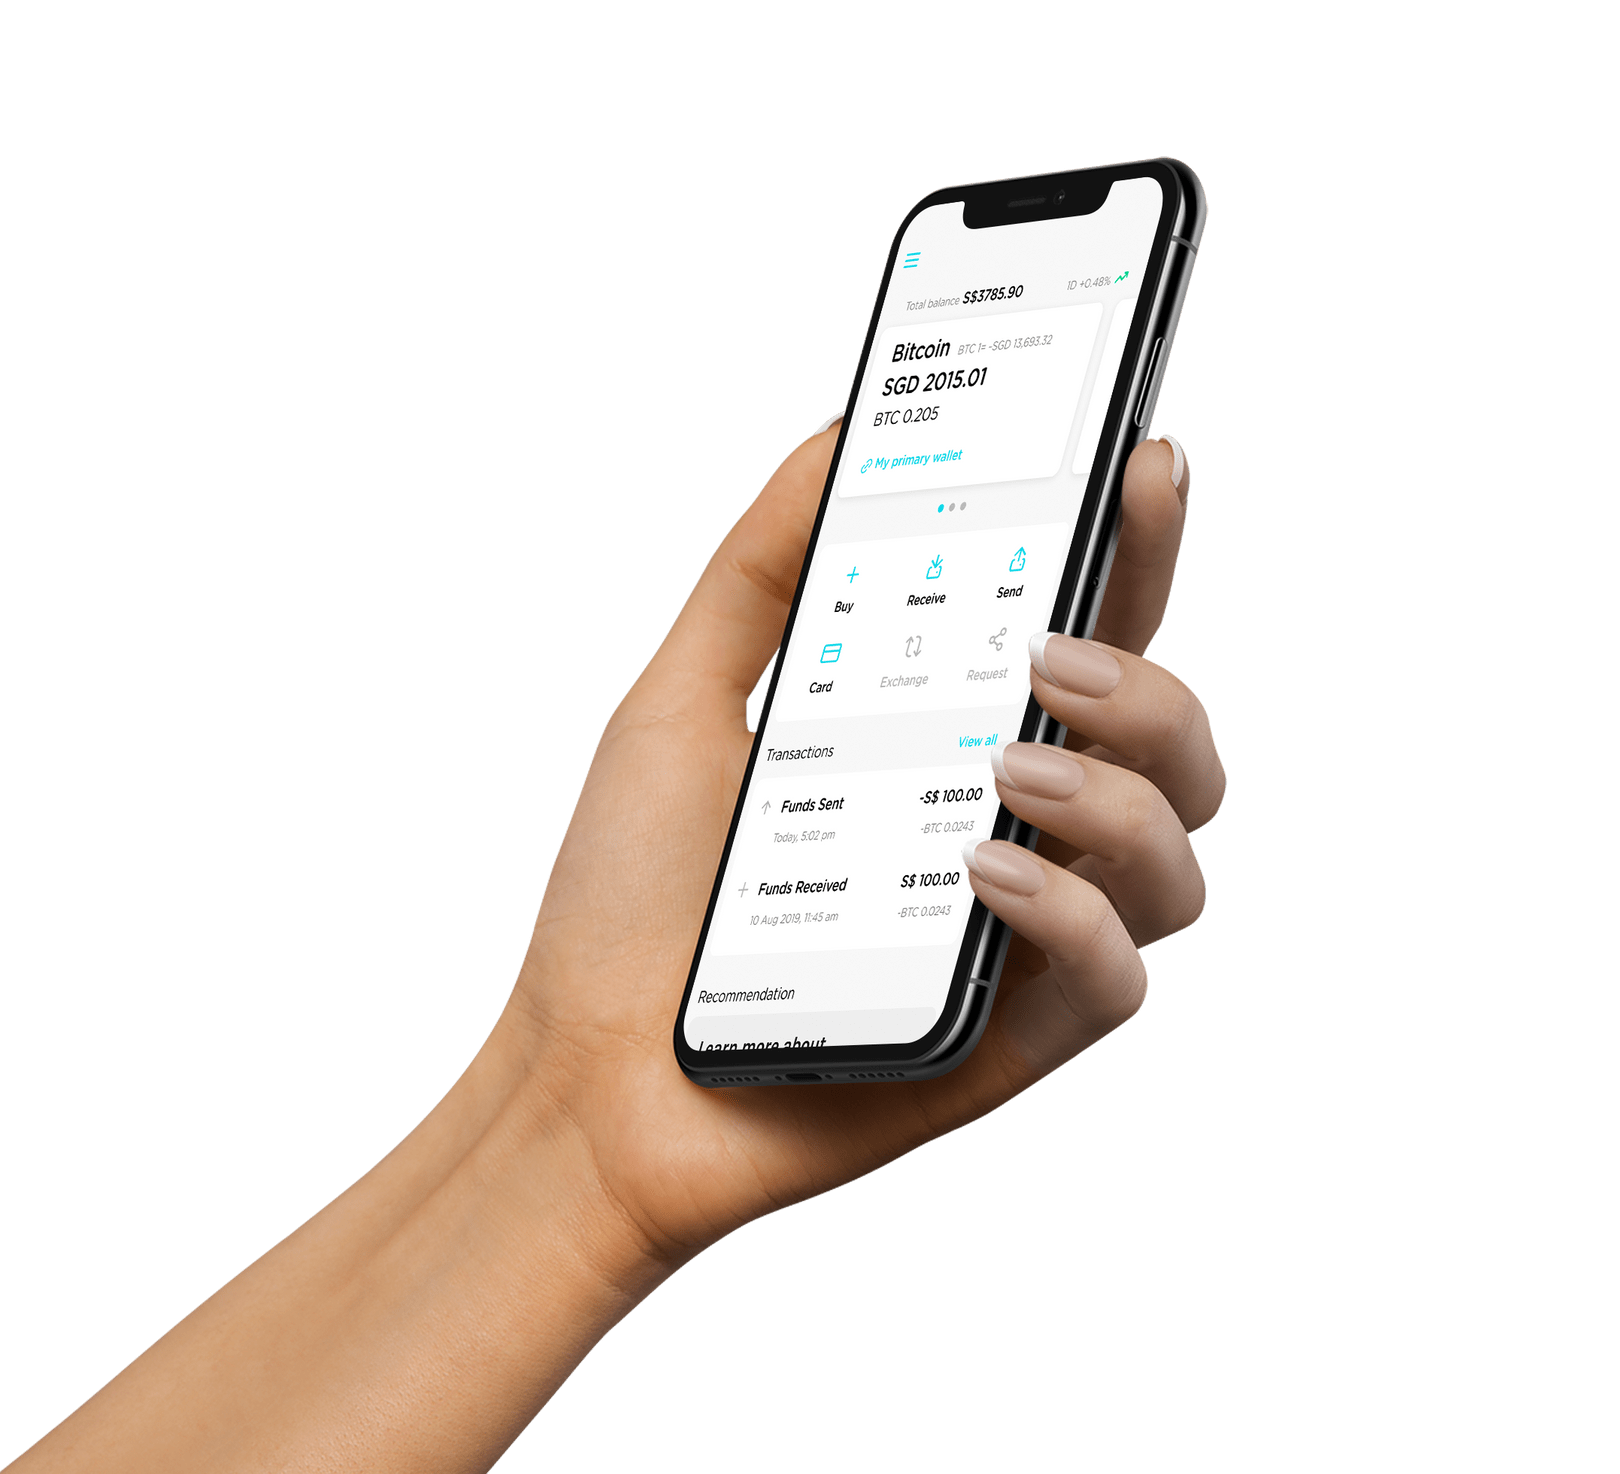 Total balance S$3785.90 1D +0.48%
Bitcoin BTC 1= ~SGD 13,693.32
SGD 2015.01
BTC 0.205
My primary wallet
Buy Receive Send
Card Exchange Request
Transactions View all
Funds Sent -S$ 100.00
Today, 5:02 pm -BTC 0.0243
Funds Received S$ 100.00
10 Aug 2019, 11:45 am -BTC 0.0243
Recommendation
Learn more about